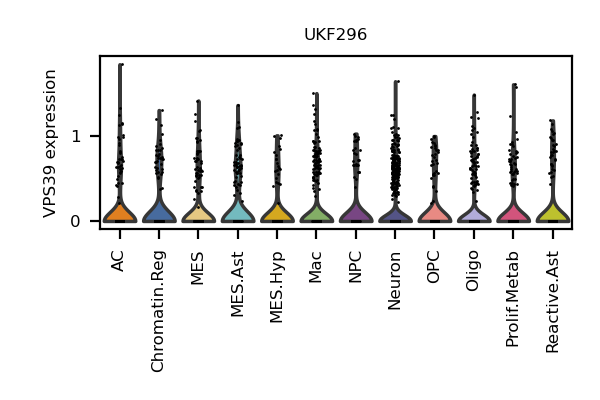 UKF296
VPS39 expression
1
0
AC
Chromatin.Reg
MES
MES.Ast
MES.Hyp
Mac
NPC
Neuron
OPC
Oligo
Prolif.Metab
Reactive.Ast